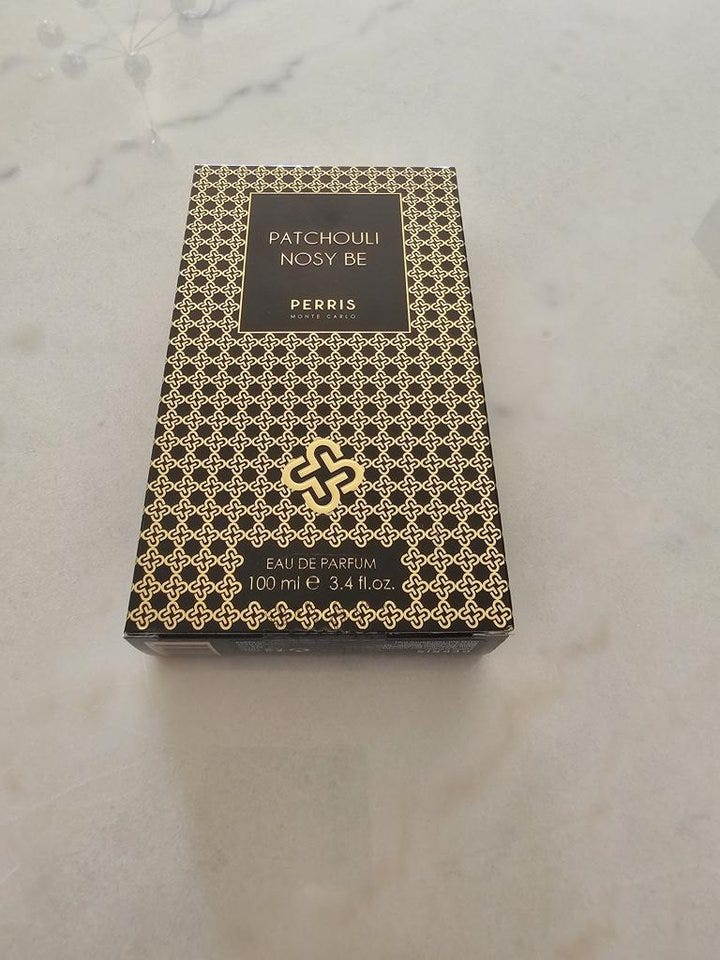 PATCHOULI
NOSY BE
PERRIS
MONTE CARLO
EAU DE PARFUM
100 ml ℮ 3.4 fl.oz.